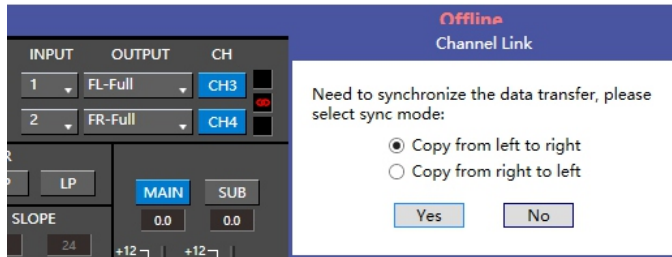 Offline
INPUT OUTPUT CH
Channel Link
1 FL-Full CH3
2 FR-Full CH4
Need to synchronize the data transfer, please
select sync mode:
Copy from left to right
Copy from right to left
Yes No
LP
MAIN SUB
SLOPE
0.0 0.0
24
+12 +12